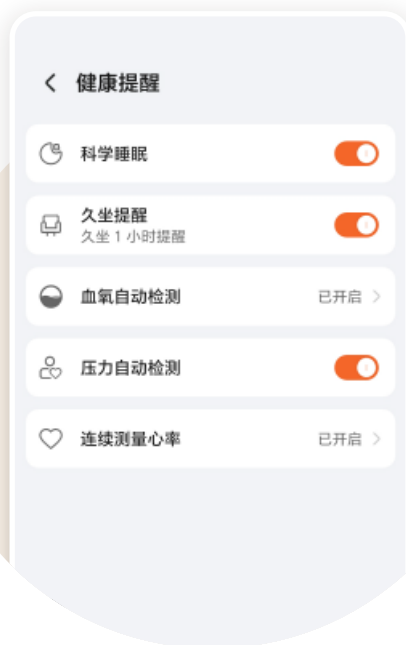 健康提醒
科学睡眠
久坐提醒
久坐 1 小时提醒
血氧自动检测
已开启
压力自动检测
连续测量心率
已开启